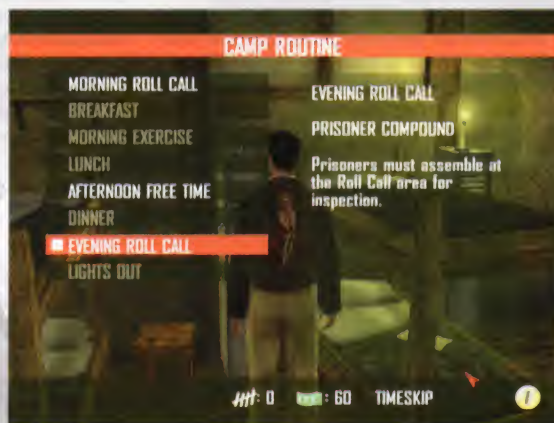 CAMP ROUTINE
MORNING ROLL CALL
BREAKFAST
MORNING EXERCISE
LUNCH
AFTERNOON FREE TIME
DINNER
EVENING ROLL CALL
LIGHTS OUT
EVENING ROLL CALL
PRISONER COMPOUND
Prisoners must assemble at
the Roll Call area for
inspection.
: 0 : 60 TIMESKIP